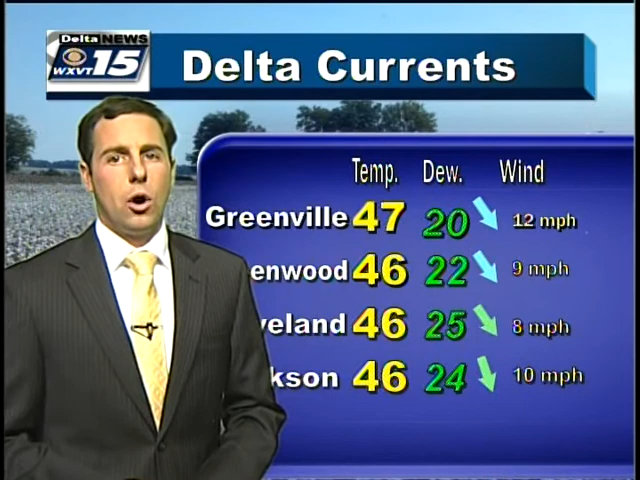 Delta NEWS
WXVT 15
Delta Currents
Temp. Dew. Wind
Greenville 47 20 12 mph
enwood 46 22 9 mph
veland 46 25 8 mph
kson 46 24 10 mph